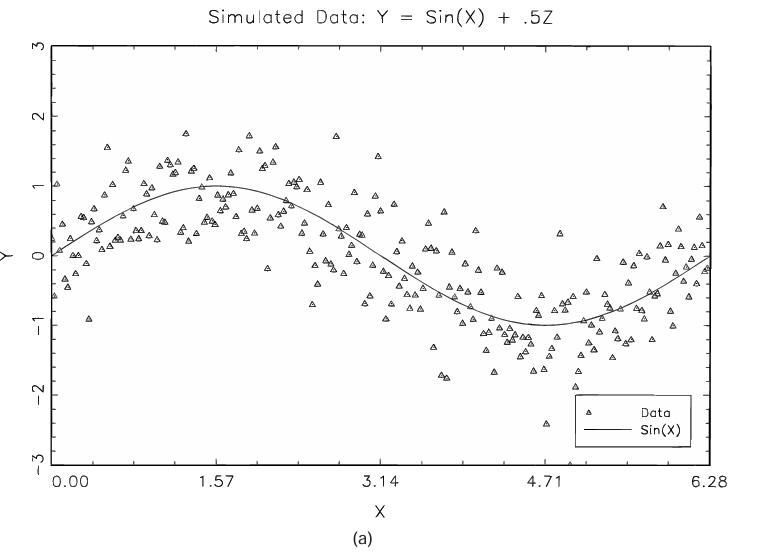 Simulated Data: Y = Sin(X) + .5Z
3
2
1
0
−1
−2
−3
Y
Data
Sin(X)
0.00 1.57 3.14 4.71 6.28
X
(a)